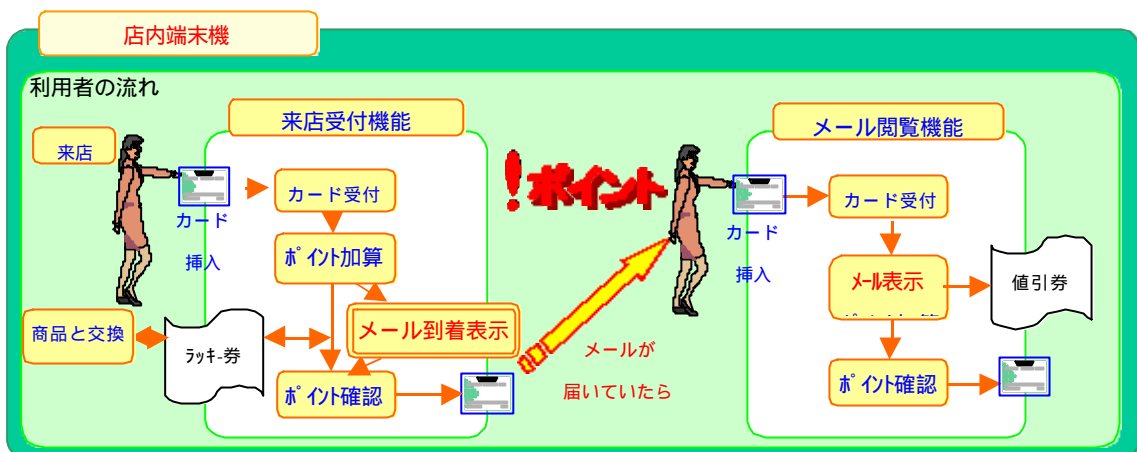 店内端末機
利用者の流れ
来店受付機能
メール閲覧機能
来店
カード
挿入
カード受付
ﾎﾟｲﾝﾄ加算
メール到着表示
ﾎﾟｲﾝﾄ確認
ﾗｯｷｰ券
商品と交換
!ポイント
メールが
届いていたら
カード
挿入
カード受付
ﾒｰﾙ表示
値引券
ﾎﾟｲﾝﾄ確認